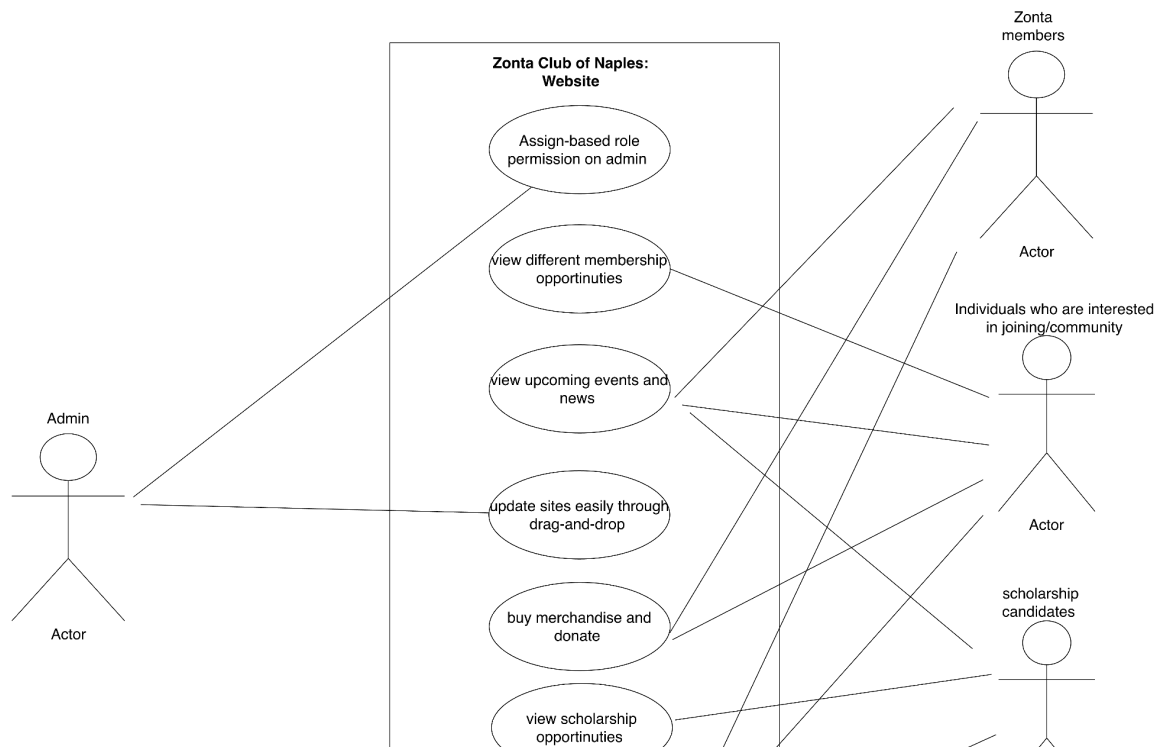 Zonta
members
Zonta Club of Naples:
Website
Assign-based role
permission on admin
view different membership
opportinuties
Actor
Individuals who are interested
in joining/community
view upcoming events and
news
Admin
update sites easily through
drag-and-drop
Actor
buy merchandise and
donate
scholarship
candidates
Actor
view scholarship
opportinuties